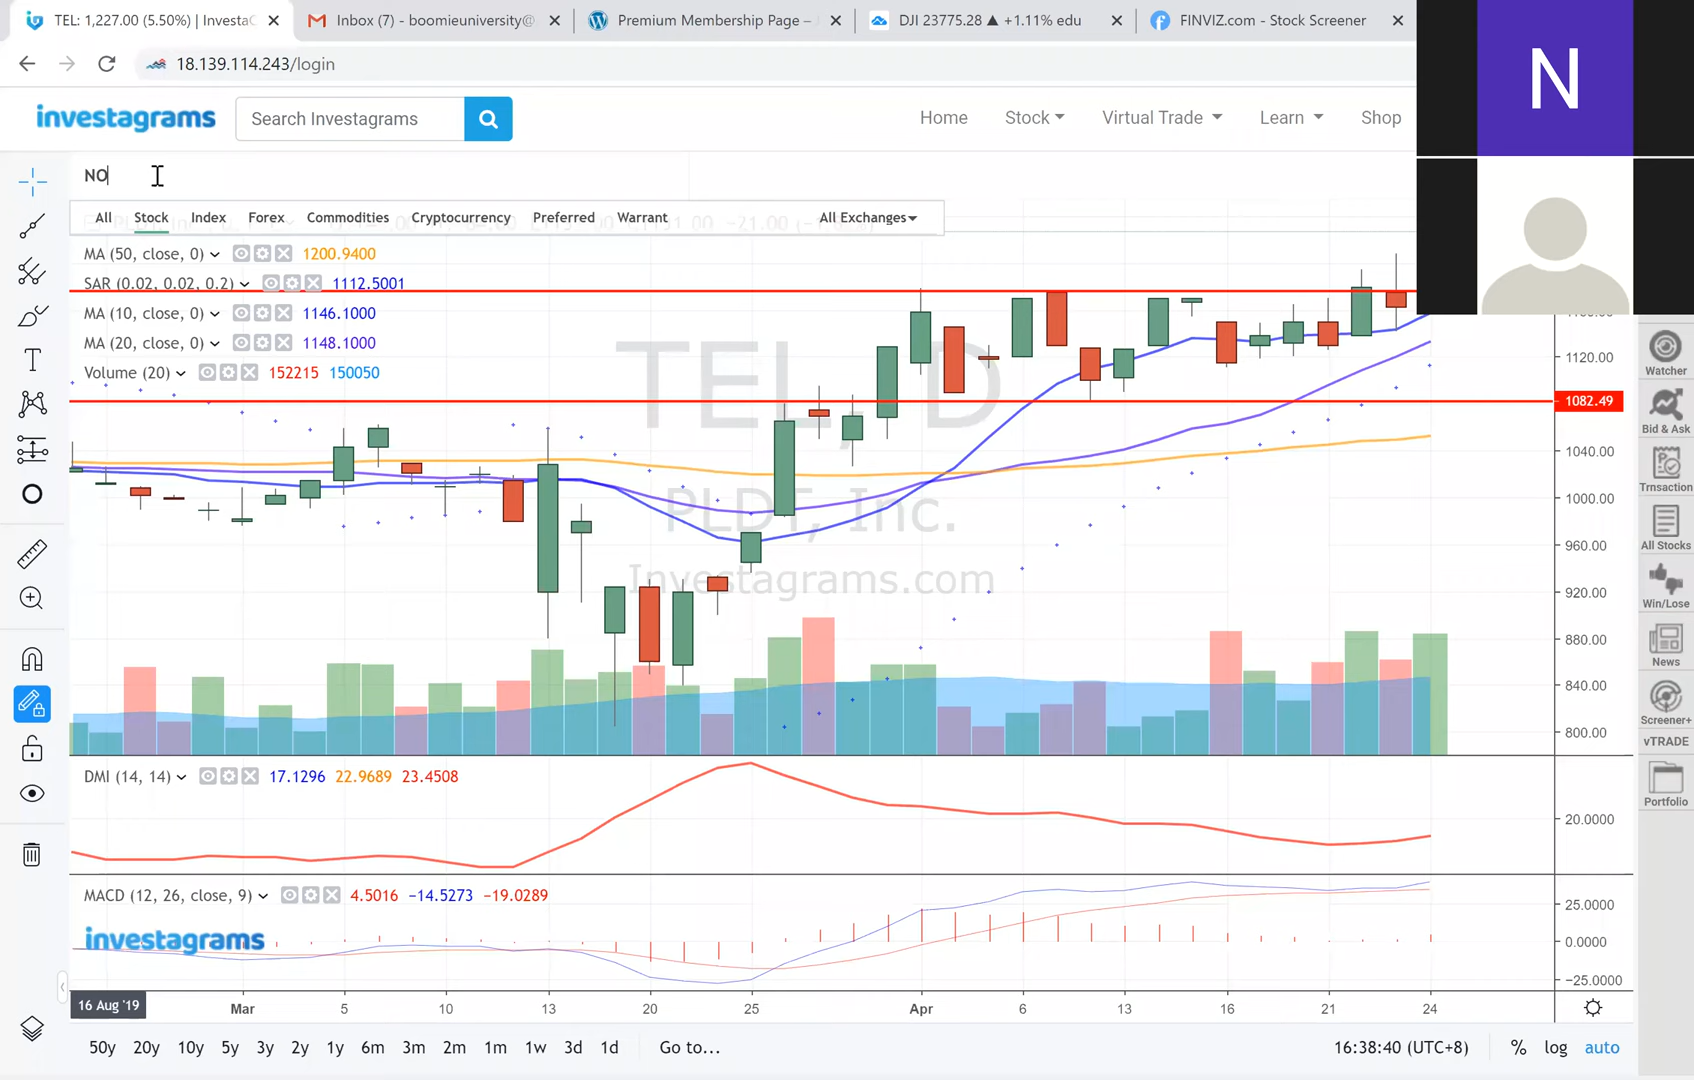 TEL: 1,227.00 (5.50%) | InvestaC
Inbox (7) - boomieuniversity@
Premium Membership Page –
DJI 23775.28 ▲ +1.11% edu
FINVIZ.com - Stock Screener
18.139.114.243/login
investagrams
Search Investagrams
Home
Stock
Virtual Trade
Learn
Shop
N
NO
All
Stock
Index
Forex
Commodities
Cryptocurrency
Preferred
Warrant
All Exchanges
MA (50, close, 0) 1200.9400
SAR (0.02, 0.02, 0.2) 1112.5001
MA (10, close, 0) 1146.1000
MA (20, close, 0) 1148.1000
Volume (20) 152215 150050
TEL, D
PLDT, Inc.
Investagrams.com
1120.00
1082.49
1040.00
1000.00
960.00
920.00
880.00
840.00
800.00
DMI (14, 14) 17.1296 22.9689 23.4508
20.0000
MACD (12, 26, close, 9) 4.5016 −14.5273 −19.0289
investagrams
25.0000
0.0000
−25.0000
16 Aug '19
Mar 5 10 13 20 25 Apr 6 13 16 21 24
50y 20y 10y 5y 3y 2y 1y 6m 3m 2m 1m 1w 3d 1d Go to...
16:38:40 (UTC+8) % log auto
Watcher
Bid & Ask
Trnsaction
All Stocks
Win/Lose
News
Screener+
vTRADE
Portfolio